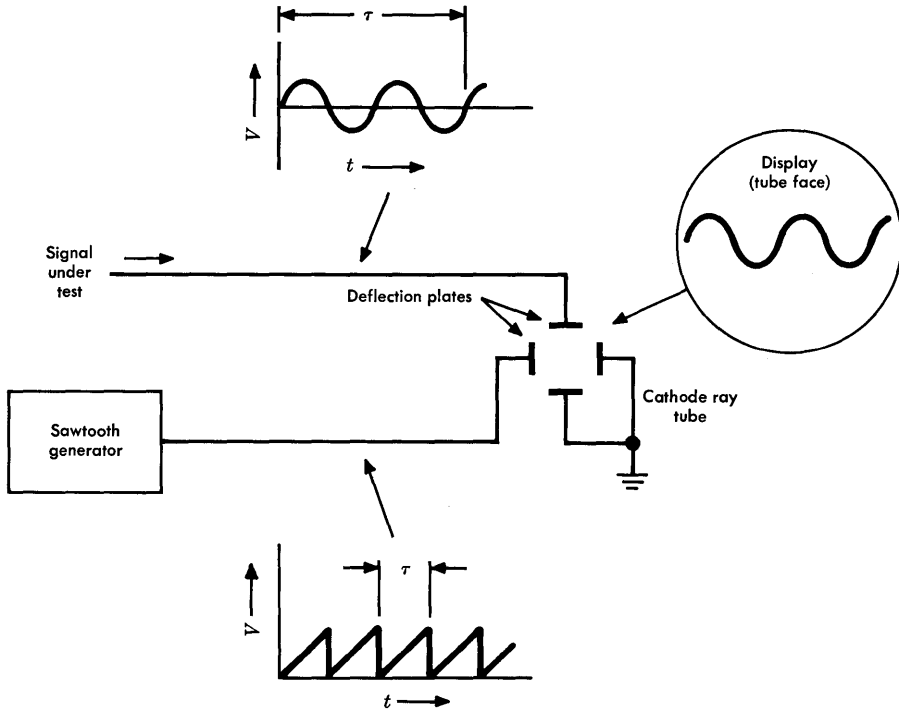 τ
V
t
Display
(tube face)
Signal
under
test
Deflection plates
Cathode ray
tube
Sawtooth
generator
τ
V
t